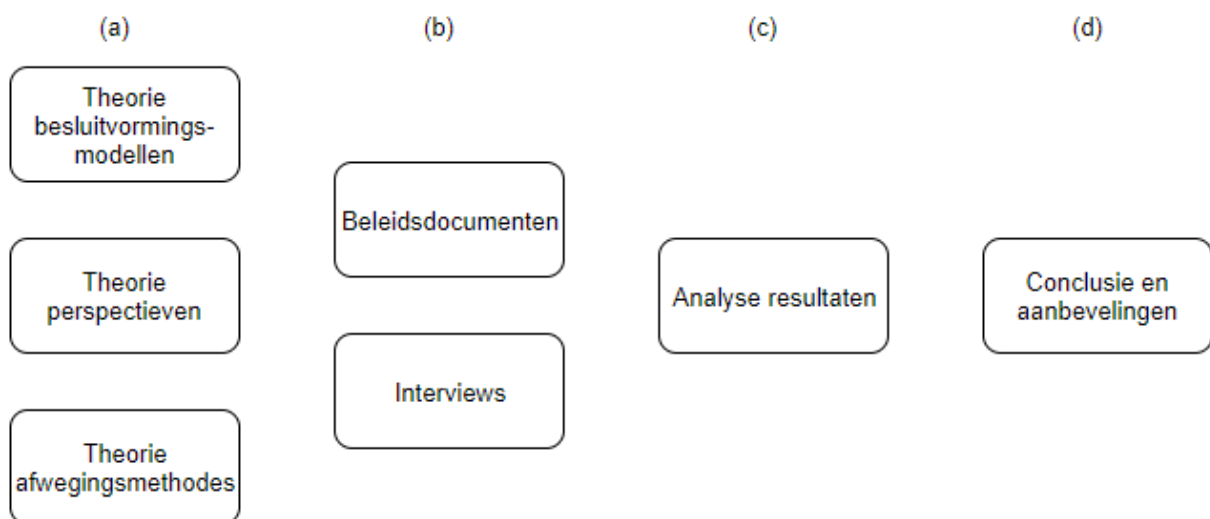 (a)
(b)
(c)
(d)
Theorie
besluitvormings-
modellen
Theorie
perspectieven
Theorie
afwegingsmethodes
Beleidsdocumenten
Interviews
Analyse resultaten
Conclusie en
aanbevelingen